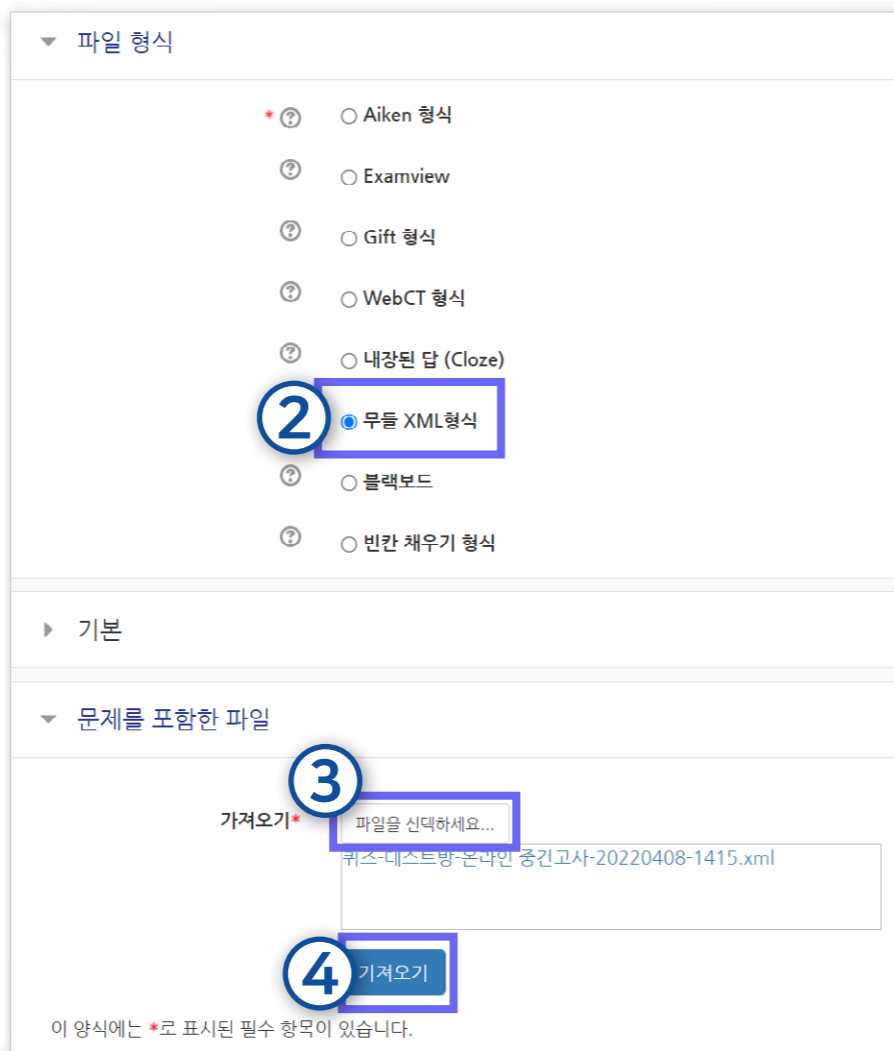 파일 형식
* ? Aiken 형식
? Examview
? Gift 형식
? WebCT 형식
? 내장된 답 (Cloze)
2 무들 XML형식
? 블랙보드
? 빈칸 채우기 형식
기본
문제를 포함한 파일
3
가져오기* 파일을 선택하세요...
퀴즈-테스트방-온라인 중간고사-20220408-1415.xml
4 가져오기
이 양식에는 *로 표시된 필수 항목이 있습니다.